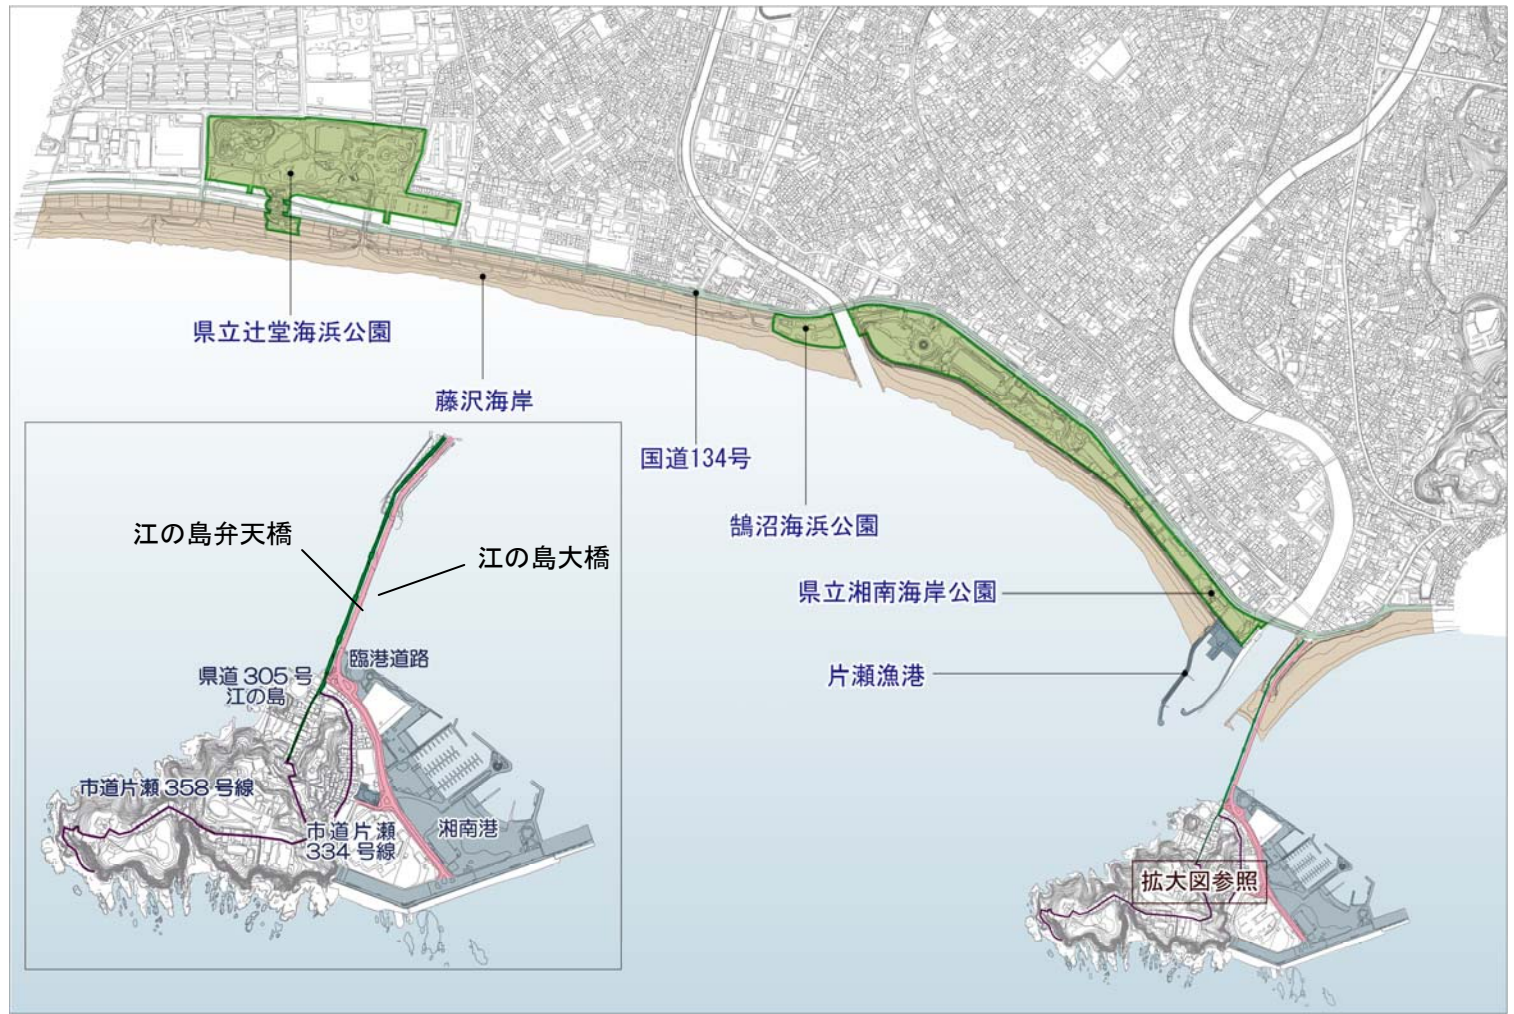 県立辻堂海浜公園
藤沢海岸
国道134号
鵠沼海浜公園
県立湘南海岸公園
片瀬漁港
江の島弁天橋
江の島大橋
臨港道路
県道305号
江の島
市道片瀬358号線
市道片瀬
334号線
湘南港
拡大図参照